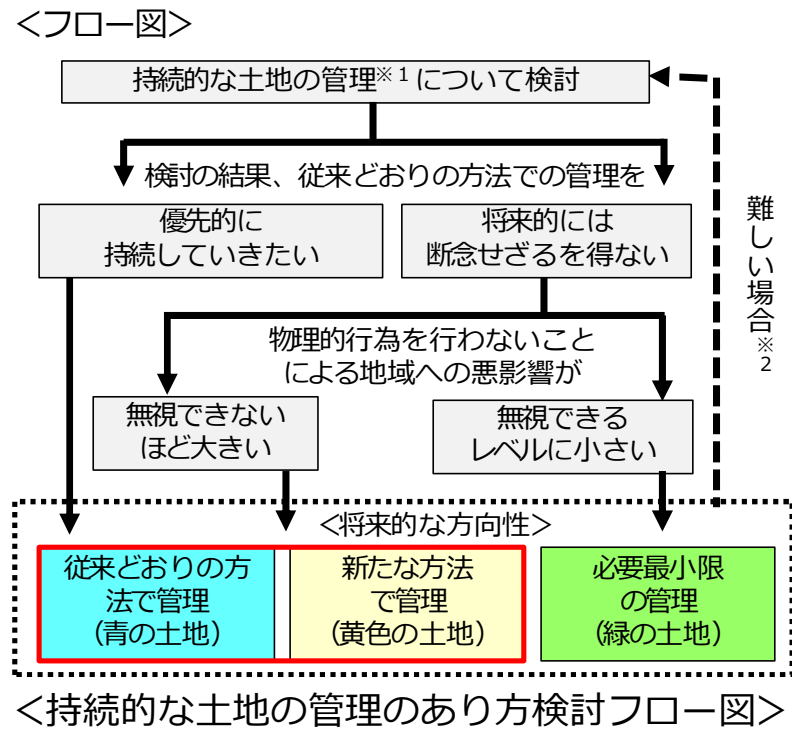 <フロー図>
持続的な土地の管理※1について検討
検討の結果、従来どおりの方法での管理を
優先的に
持続していきたい
将来的には
断念せざるを得ない
難しい場合※2
物理的行為を行わないこと
による地域への悪影響が
無視できない
ほど大きい
無視できる
レベルに小さい
<将来的な方向性>
従来どおりの方
法で管理
(青の土地)
新たな方法
で管理
(黄色の土地)
必要最小限
の管理
(緑の土地)
<持続的な土地の管理のあり方検討フロー図>